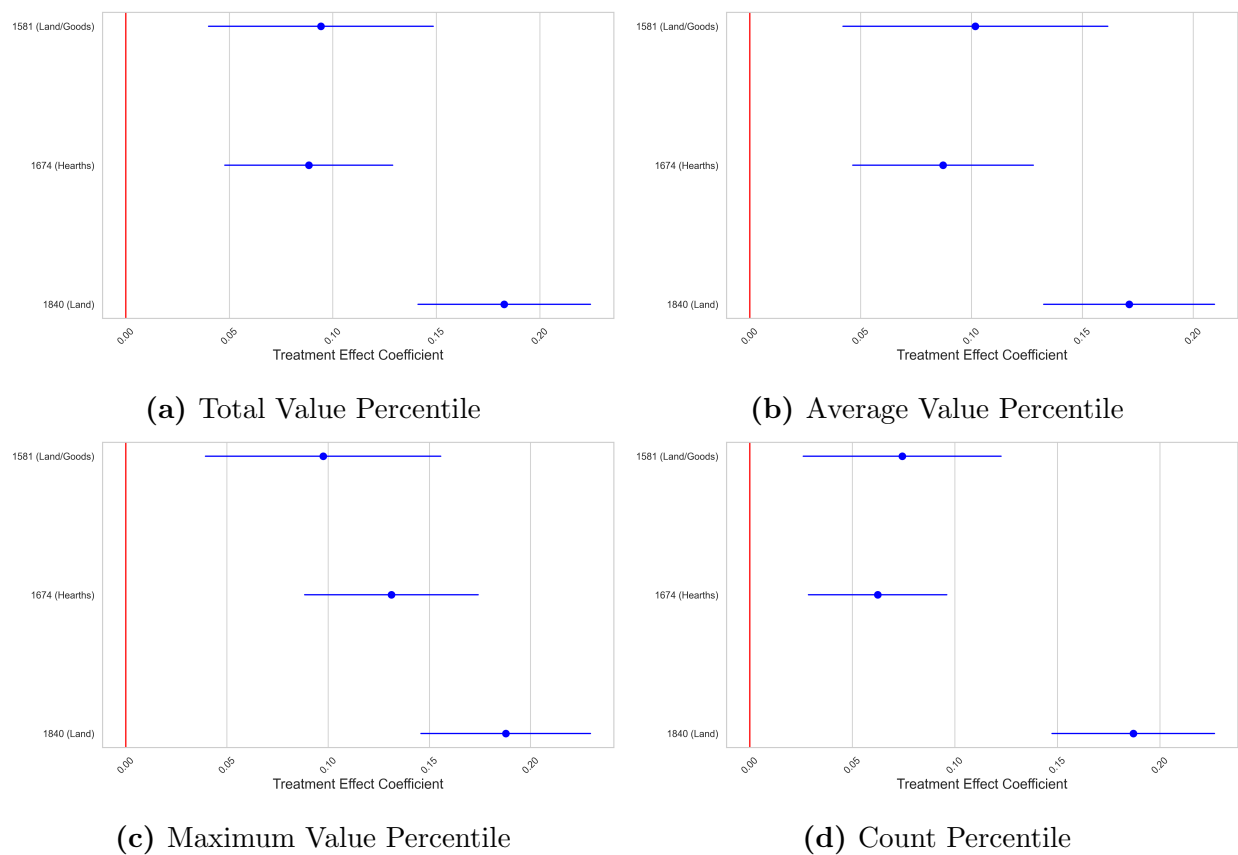 1581 (Land/Goods)
1674 (Hearths)
1840 (Land)
0.00 0.05 0.10 0.15 0.20
Treatment Effect Coefficient
(a) Total Value Percentile
1581 (Land/Goods)
1674 (Hearths)
1840 (Land)
0.00 0.05 0.10 0.15 0.20
Treatment Effect Coefficient
(b) Average Value Percentile
1581 (Land/Goods)
1674 (Hearths)
1840 (Land)
0.00 0.05 0.10 0.15 0.20
Treatment Effect Coefficient
(c) Maximum Value Percentile
1581 (Land/Goods)
1674 (Hearths)
1840 (Land)
0.00 0.05 0.10 0.15 0.20
Treatment Effect Coefficient
(d) Count Percentile